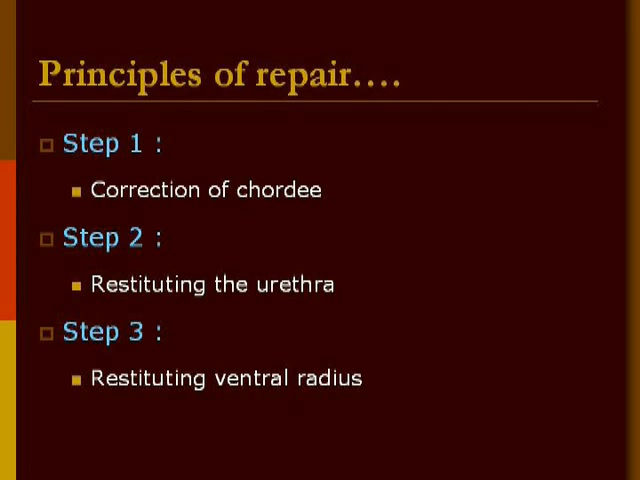 Principles of repair....
Step 1 :
Correction of chordee
Step 2 :
Restituting the urethra
Step 3 :
Restituting ventral radius